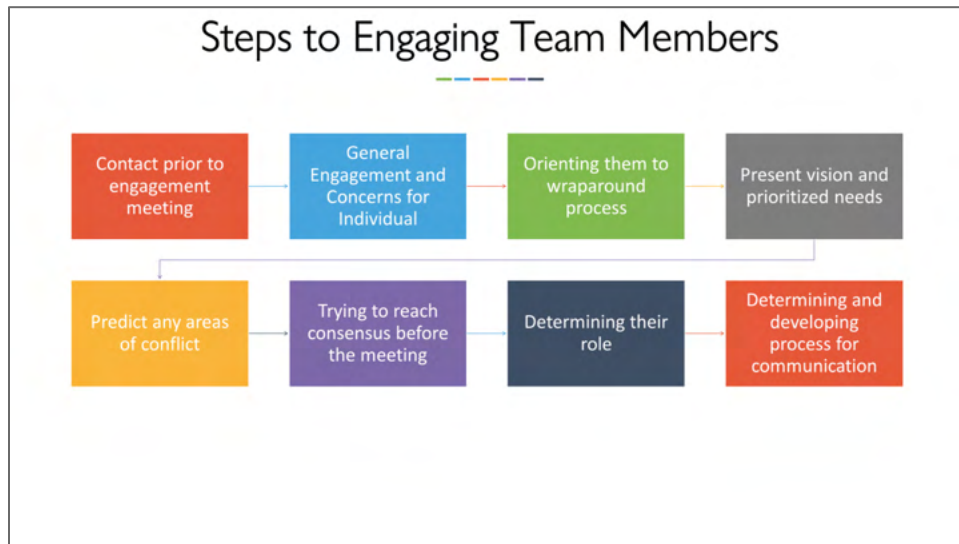 Steps to Engaging Team Members
Contact prior to
engagement
meeting
General
Engagement and
Concerns for
Individual
Orienting them to
wraparound
process
Present vision and
prioritized needs
Predict any areas
of conflict
Trying to reach
consensus before
the meeting
Determining their
role
Determining and
developing
process for
communication